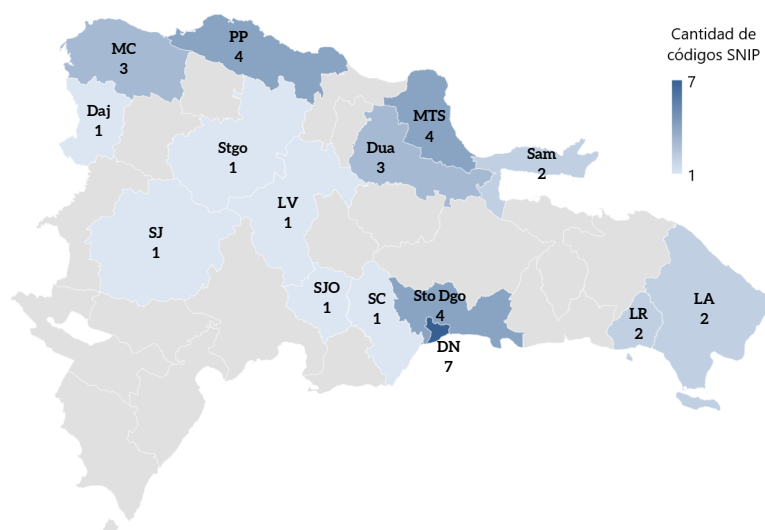 Cantidad de
códigos SNIP
7
1
PP
4
MC
3
Daj
1
MTS
4
Stgo
1
Dua
3
Sam
2
LV
1
SJ
1
SJO
1
SC
1
Sto Dgo
4
DN
7
LR
2
LA
2